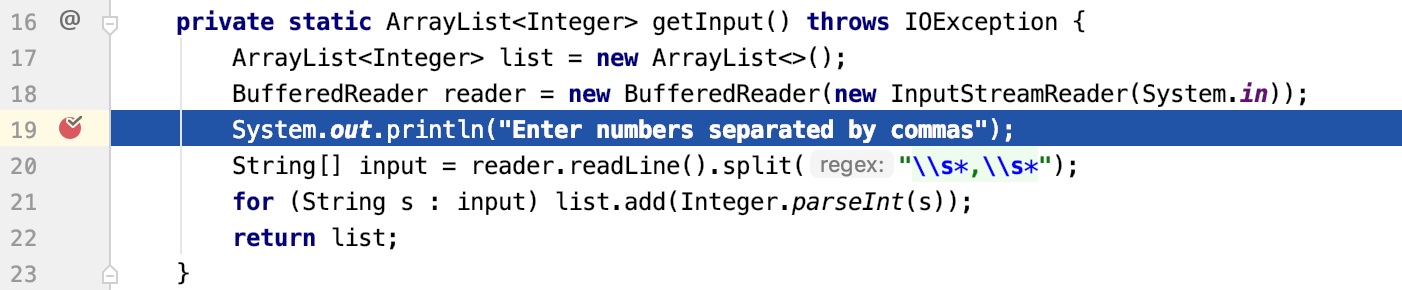 16 @ private static ArrayList<Integer> getInput() throws IOException {
17 ArrayList<Integer> list = new ArrayList<>();
18 BufferedReader reader = new BufferedReader(new InputStreamReader(System.in));
19 System.out.println("Enter numbers separated by commas");
20 String[] input = reader.readLine().split( regex: "\\s*,\\s*");
21 for (String s : input) list.add(Integer.parseInt(s));
22 return list;
23 }